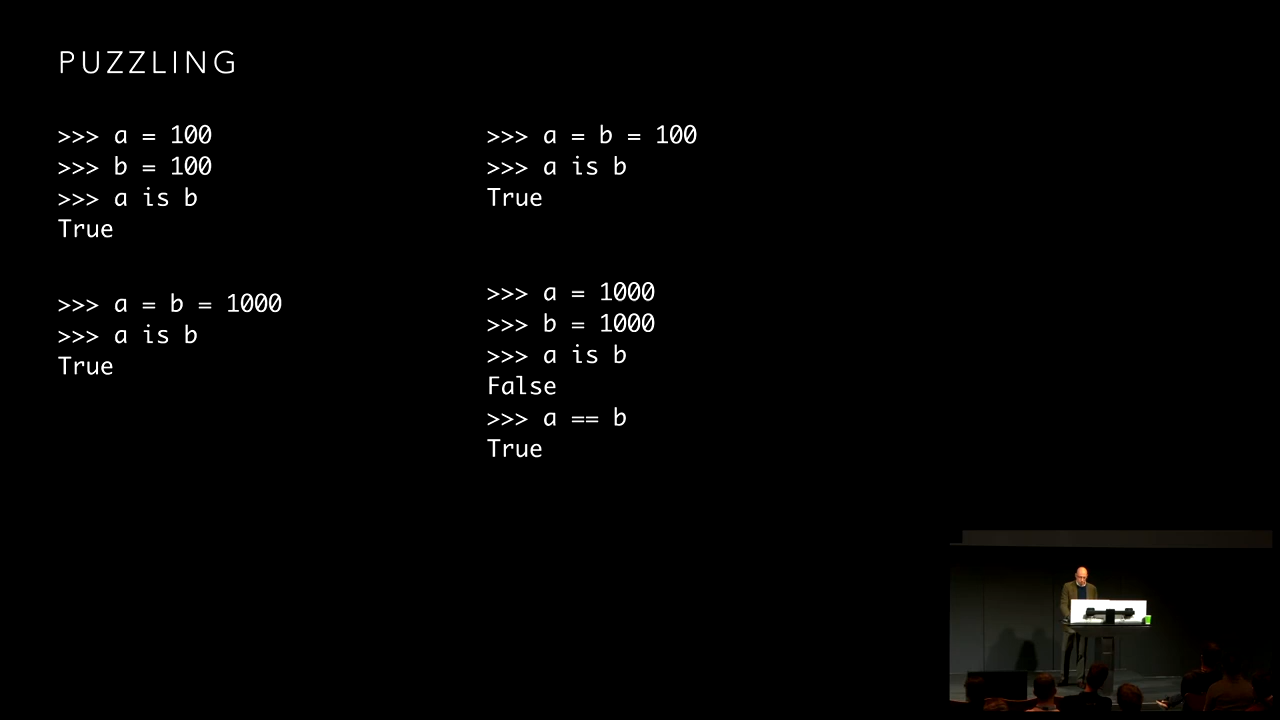 PUZZLING
>>> a = 100
>>> b = 100
>>> a is b
True
>>> a = b = 1000
>>> a is b
True
>>> a = b = 100
>>> a is b
True
>>> a = 1000
>>> b = 1000
>>> a is b
False
>>> a == b
True